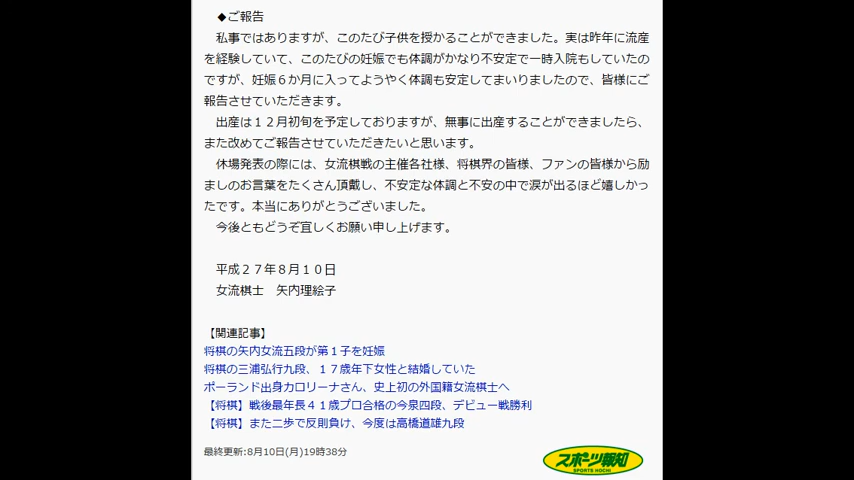 ◆ご報告
私事ではありますが、このたび子供を授かることができました。実は昨年に流産
を経験していて、このたびの妊娠でも体調がかなり不安定で一時入院もしていたの
ですが、妊娠６か月に入ってようやく体調も安定してまいりましたので、皆様にご
報告させていただきます。
出産は１２月初旬を予定しておりますが、無事に出産することができましたら、
また改めてご報告させていただきたいと思います。
休場発表の際には、女流棋戦の主催各社様、将棋界の皆様、ファンの皆様から励
ましのお言葉をたくさん頂戴し、不安定な体調と不安の中で涙が出るほど嬉しかっ
たです。本当にありがとうございました。
今後ともどうぞ宜しくお願い申し上げます。
平成２７年８月１０日
女流棋士　矢内理絵子
【関連記事】
将棋の矢内女流五段が第１子を妊娠
将棋の三浦弘行九段、１７歳年下女性と結婚していた
ポーランド出身カロリーナさん、史上初の外国籍女流棋士へ
【将棋】戦後最年長４１歳プロ合格の今泉四段、デビュー戦勝利
【将棋】また二歩で反則負け、今度は高橋道雄九段
最終更新:8月10日(月)19時38分
スポーツ報知
SPORTS HOCHI